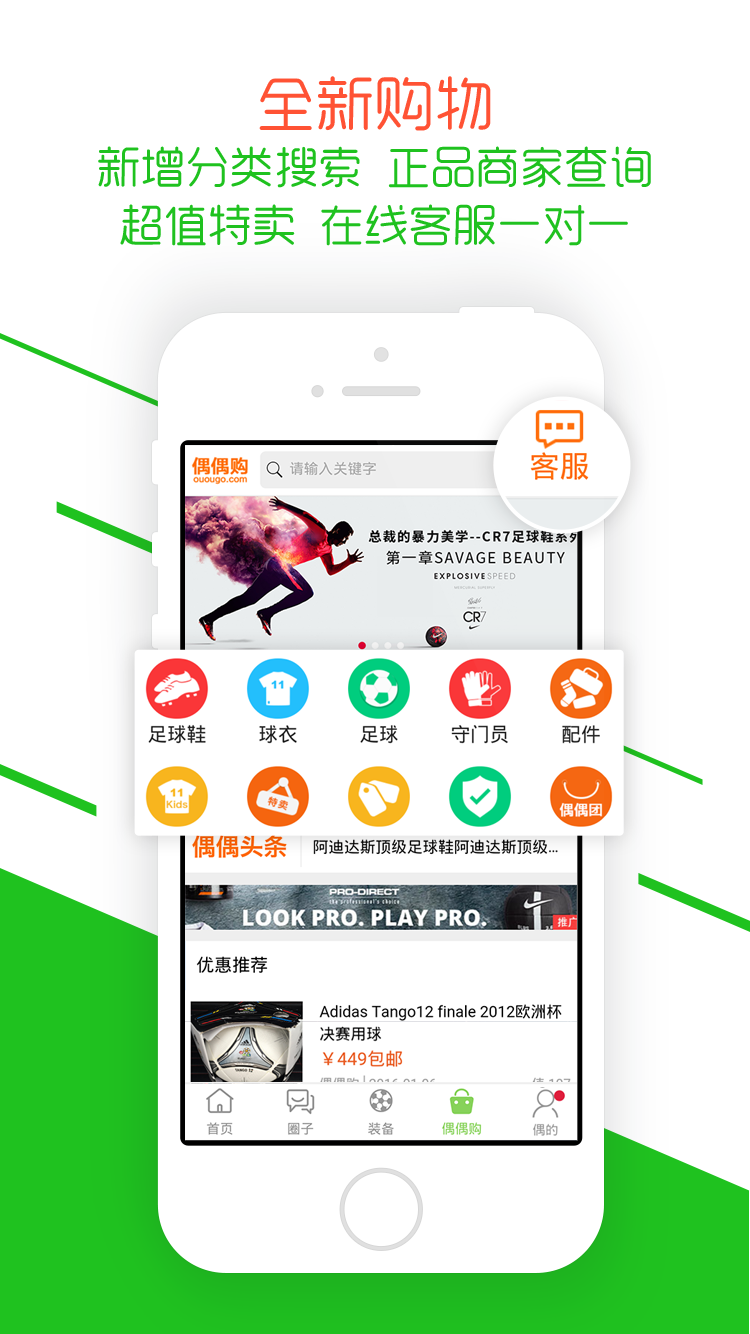 全新购物
新增分类搜索 正品商家查询
超值特卖 在线客服一对一
客服
偶偶购
ouougo.com
请输入关键字
总裁的暴力美学--CR7足球鞋系列
第一章SAVAGE BEAUTY
EXPLOSIVE SPEED
CR7
足球鞋
11
球衣
足球
守门员
配件
11
Kids
特卖
偶偶团
偶偶头条
阿迪达斯顶级足球鞋阿迪达斯顶级...
PRO-DIRECT
the professional's choice
LOOK PRO. PLAY PRO.
推广
优惠推荐
TANGO 12
Adidas Tango12 finale 2012欧洲杯
决赛用球
￥449包邮
首页
圈子
装备
偶偶购
偶的